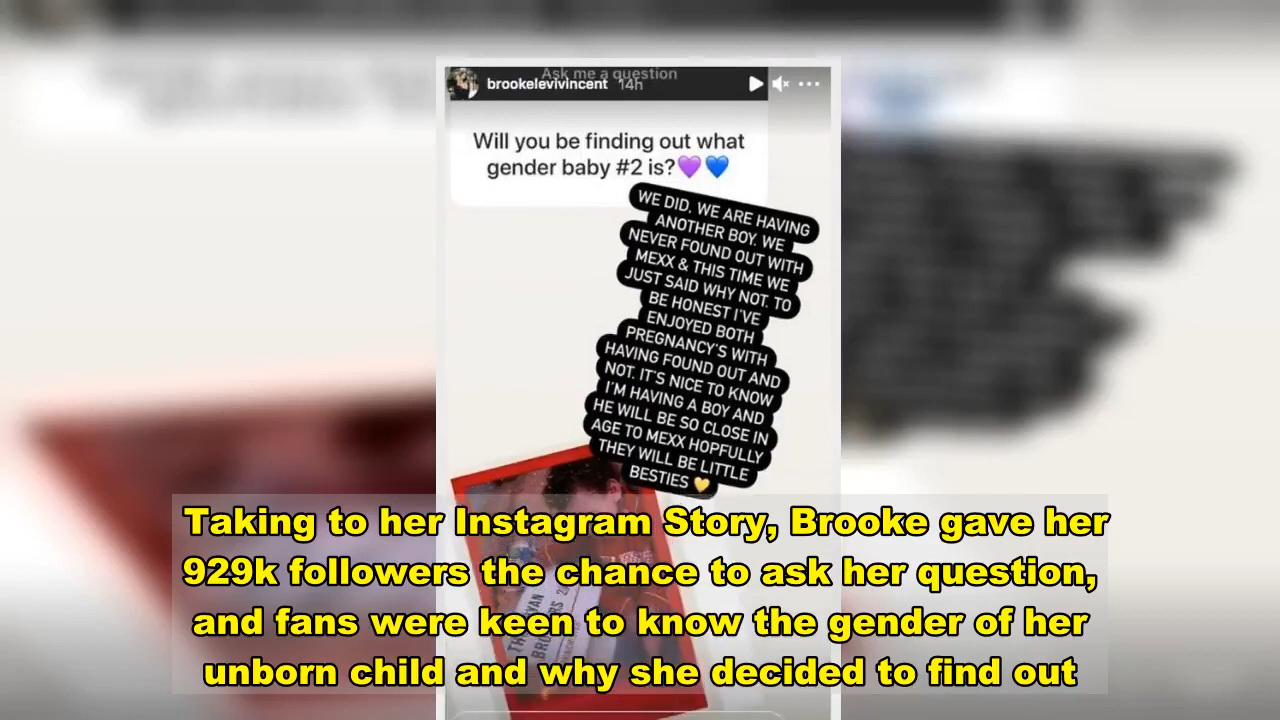 Ask me a question
brookelevivincent 14h
Will you be finding out what
gender baby #2 is?💜💙
WE DID. WE ARE HAVING
ANOTHER BOY. WE
NEVER FOUND OUT WITH
MEXX & THIS TIME WE
JUST SAID WHY NOT. TO
BE HONEST I'VE
ENJOYED BOTH
PREGNANCY'S WITH
HAVING FOUND OUT AND
NOT. IT'S NICE TO KNOW
I'M HAVING A BOY AND
HE WILL BE SO CLOSE IN
AGE TO MEXX HOPFULLY
THEY WILL BE LITTLE
BESTIES 💛
Taking to her Instagram Story, Brooke gave her
929k followers the chance to ask her question,
and fans were keen to know the gender of her
unborn child and why she decided to find out